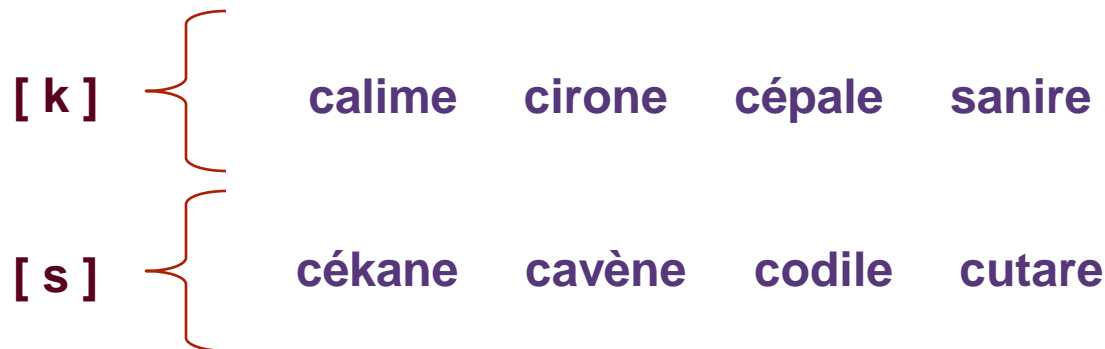 [ k ] calime cirone cépale sanire
[ s ] cékane cavène codile cutare